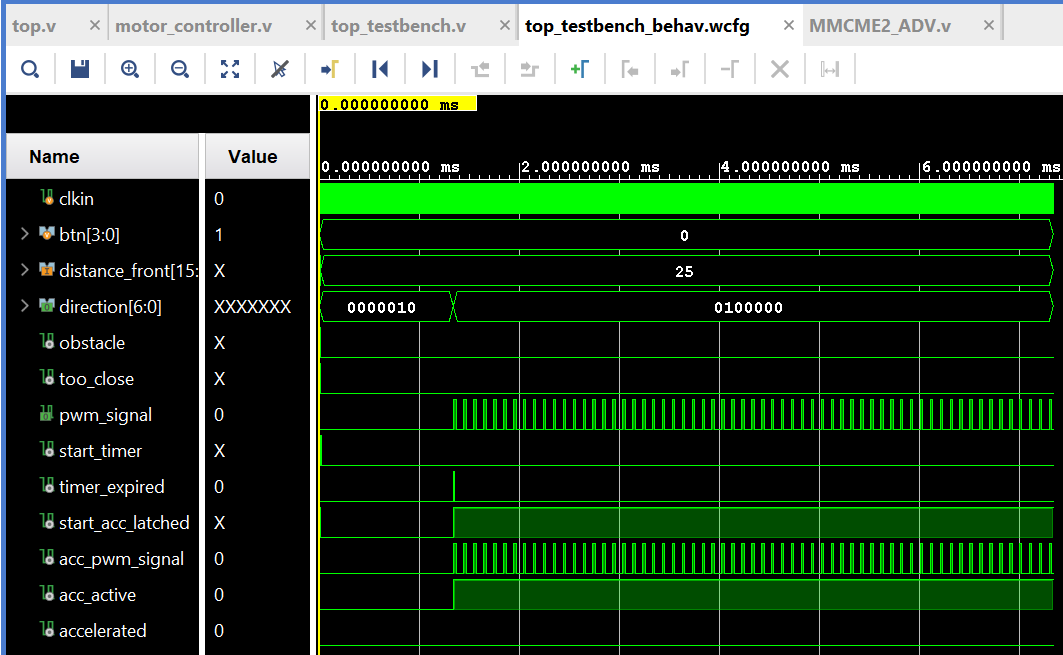 top.v × motor_controller.v × top_testbench.v × top_testbench_behav.wcfg × MMCME2_ADV.v ×
0.000000000 ms
0.000000000 ms 2.000000000 ms 4.000000000 ms 6.000000000 ms
Name Value
clkin 0
btn[3:0] 1 0
distance_front[15: X 25
direction[6:0] XXXXXXX 0000010 0100000
obstacle X
too_close X
pwm_signal 0
start_timer X
timer_expired 0
start_acc_latched X
acc_pwm_signal 0
acc_active 0
accelerated 0